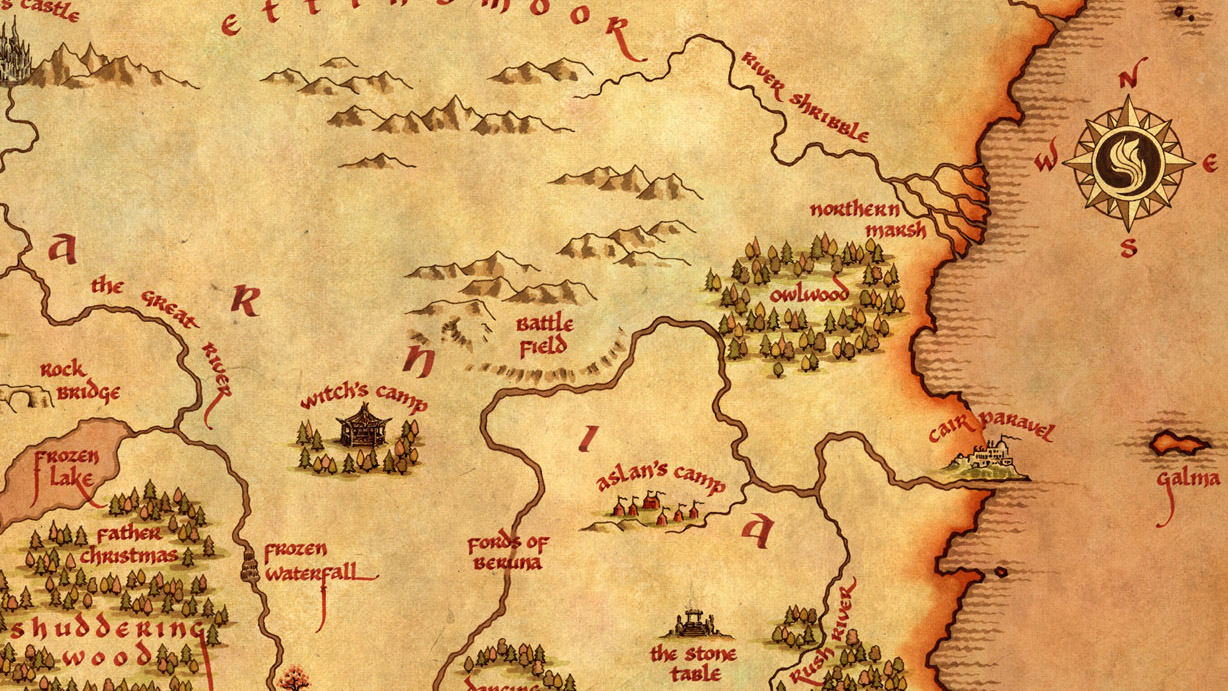 s castle
ettinsmooR
RIVER SHRIBBLE
N
W
E
S
northern
marsh
owlwood
A
R
n
i
a
the GREAT
RIVER
BATTLE
FIELD
ROCK
BRIDGE
witch's camp
cair paravel
Galma
FROZEN
Lake
aslan's camp
FATHER
christmas
FROZEN
WATERFALL
FORDS OF
BERUNA
shuddering
wood
the stone
table
RUSH RIVER
dancing